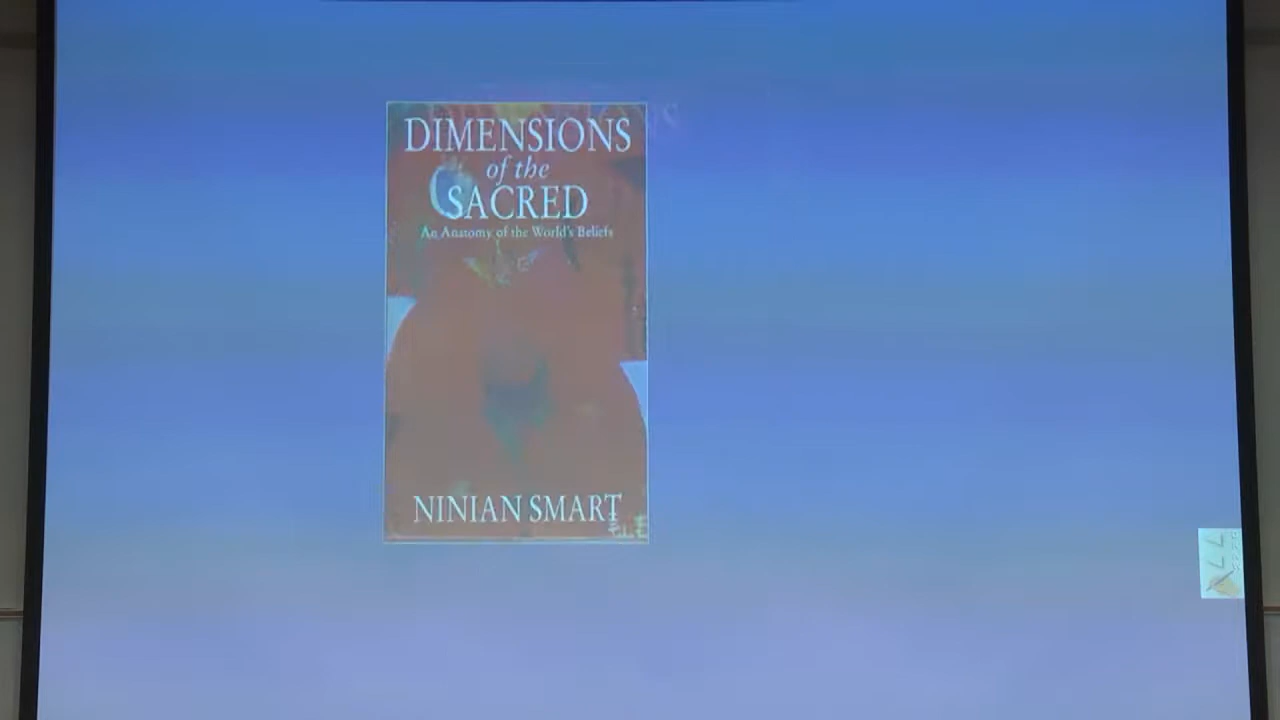 DIMENSIONS
of the
SACRED
An Anatomy of the World's Beliefs
NINIAN SMART